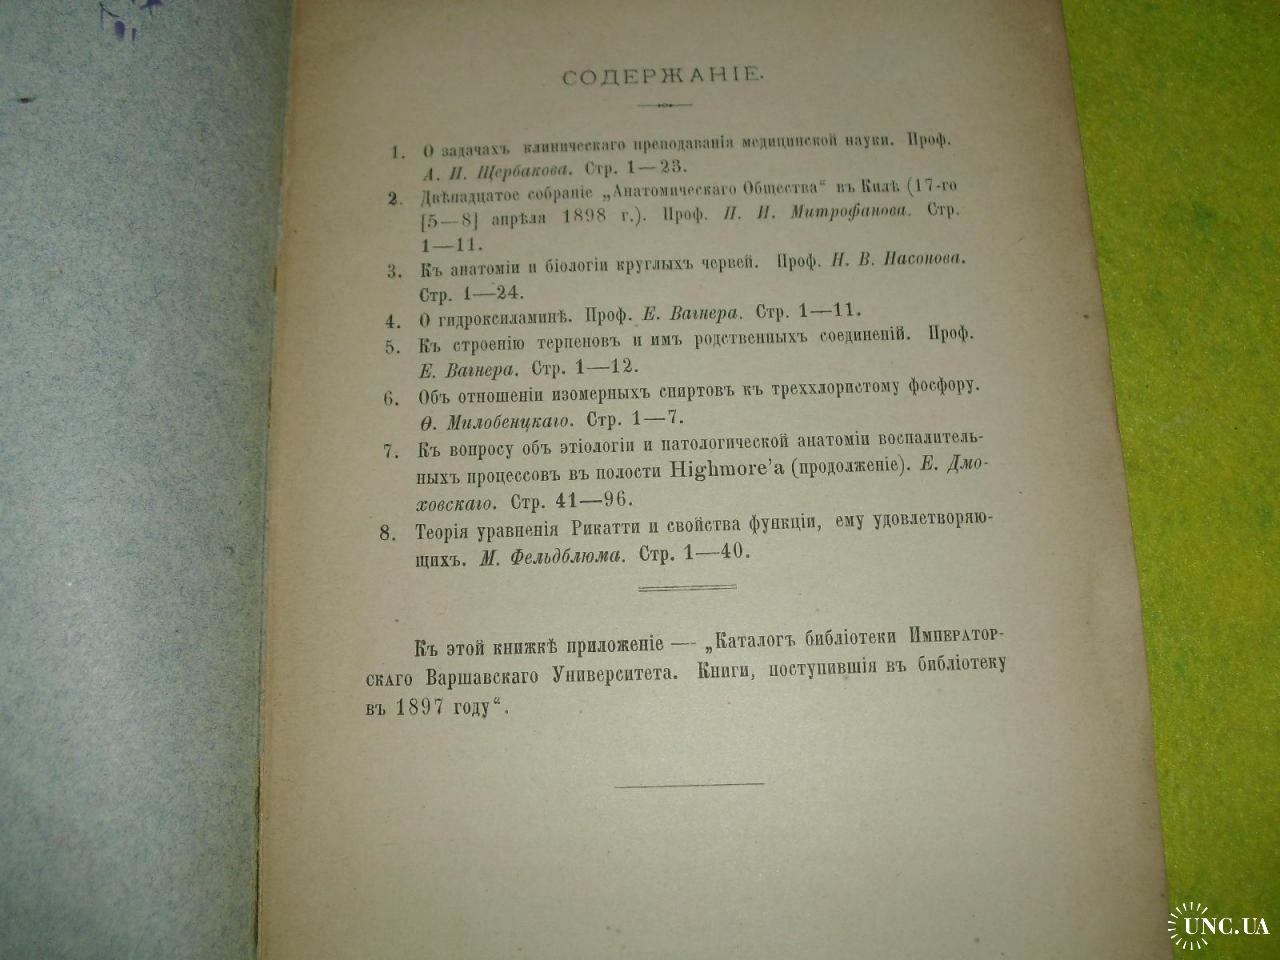 СОДЕРЖАНІЕ.
1. О задачахъ клиническаго преподаванія медицинской науки. Проф.
А. И. Щербакова. Стр. 1—23.
2. Двѣнадцатое собраніе „Анатомическаго Общества“ въ Килѣ (17-го
[5—8] апрѣля 1898 г.). Проф. П. И. Митрофанова. Стр.
1—11.
3. Къ анатоміи и біологіи круглыхъ червей. Проф. Н. В. Насонова.
Стр. 1—24.
4. О гидроксиламинѣ. Проф. Е. Вагнера. Стр. 1—11.
5. Къ строенію терпеновъ и имъ родственныхъ соединеній. Проф.
Е. Вагнера. Стр. 1—12.
6. Объ отношеніи изомерныхъ спиртовъ къ треххлористому фосфору.
Ѳ. Милобенцкаго. Стр. 1—7.
7. Къ вопросу объ этіологіи и патологической анатоміи воспалитель-
ныхъ процессовъ въ полости Highmore'a (продолженіе). Е. Дмо-
ховскаго. Стр. 41—96.
8. Теорія уравненія Рикатти и свойства функціи, ему удовлетворяю-
щихъ. М. Фельдблюма. Стр. 1—40.
Къ этой книжкѣ приложеніе — „Каталогъ библіотеки Император-
скаго Варшавскаго Университета. Книги, поступившія въ библіотеку
въ 1897 году“.
UNC.UA